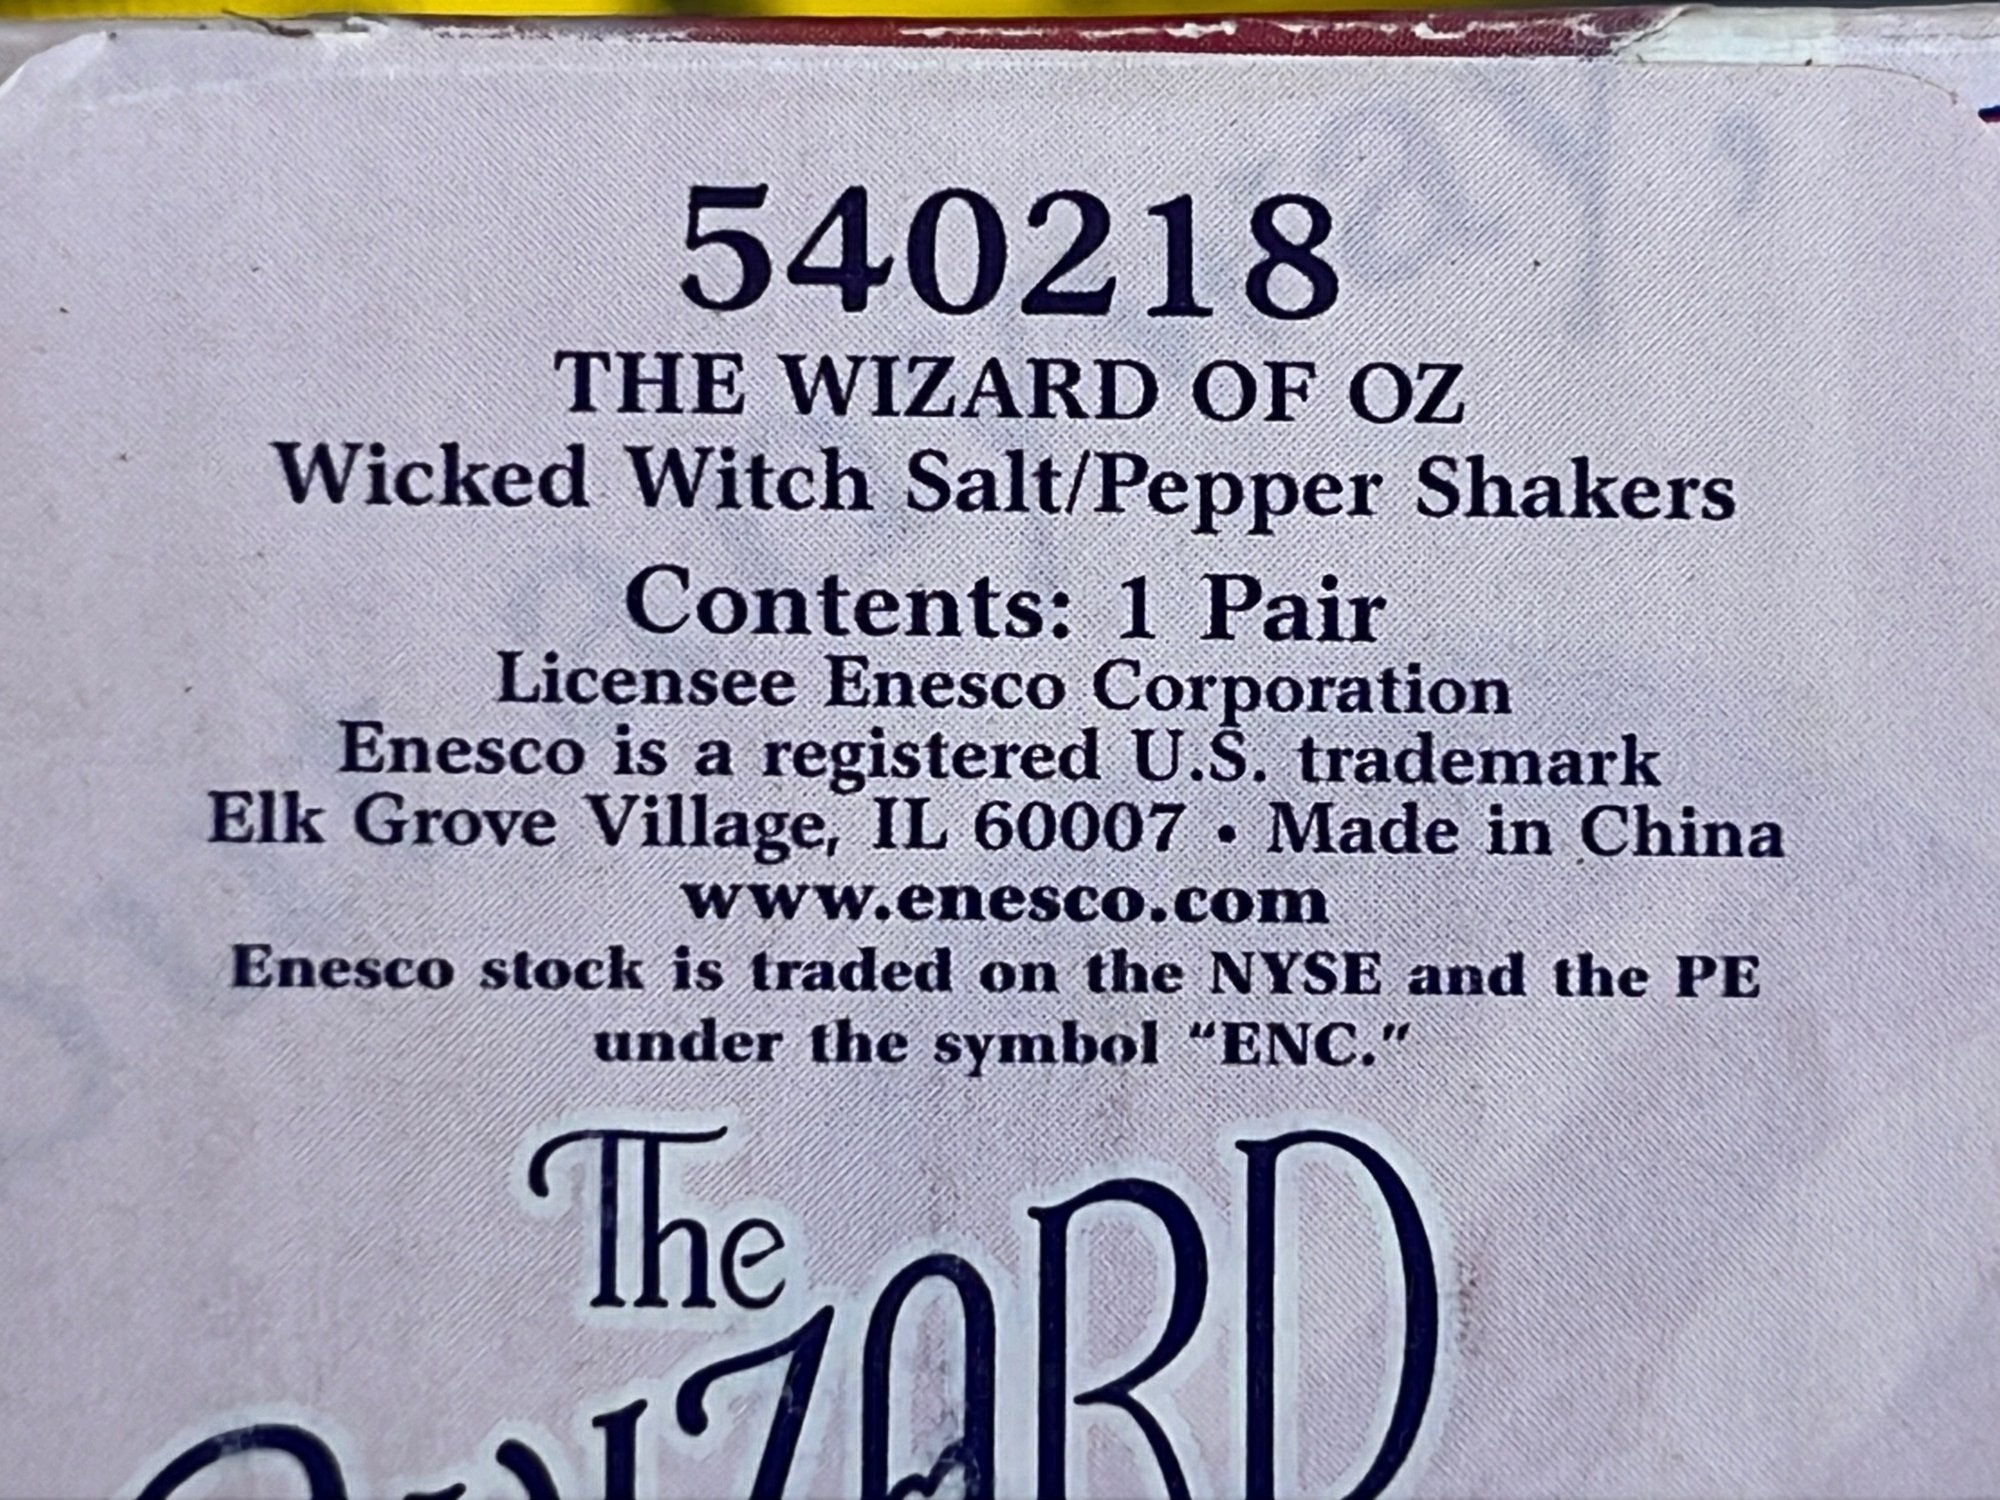 540218
THE WIZARD OF OZ
Wicked Witch Salt/Pepper Shakers
Contents: 1 Pair
Licensee Enesco Corporation
Enesco is a registered U.S. trademark
Elk Grove Village, IL 60007 • Made in China
www.enesco.com
Enesco stock is traded on the NYSE and the PE
under the symbol "ENC."
The
WIZARD